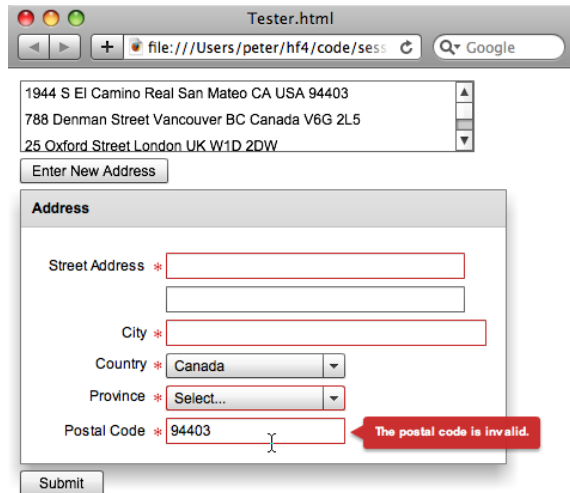 Tester.html
file:///Users/peter/hf4/code/sess
Google
1944 S El Camino Real San Mateo CA USA 94403
788 Denman Street Vancouver BC Canada V6G 2L5
25 Oxford Street London UK W1D 2DW
Enter New Address
Address
Street Address *
City *
Country * Canada
Province * Select...
Postal Code * 94403 The postal code is invalid.
Submit